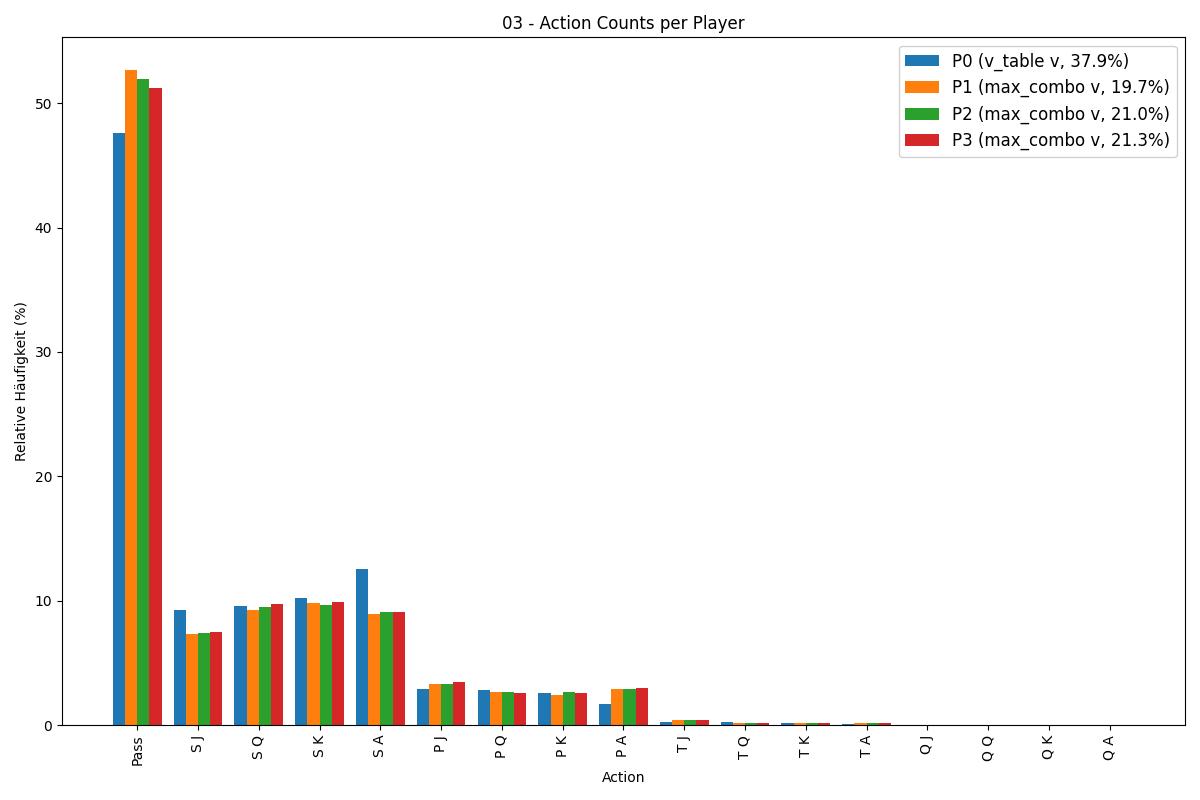 03 - Action Counts per Player
P0 (v_table v, 37.9%)
P1 (max_combo v, 19.7%)
P2 (max_combo v, 21.0%)
P3 (max_combo v, 21.3%)
Relative Häufigkeit (%)
50
40
30
20
10
0
Pass
S J
S Q
S K
S A
P J
P Q
P K
P A
T J
T Q
T K
T A
Q J
Q Q
Q K
Q A
Action